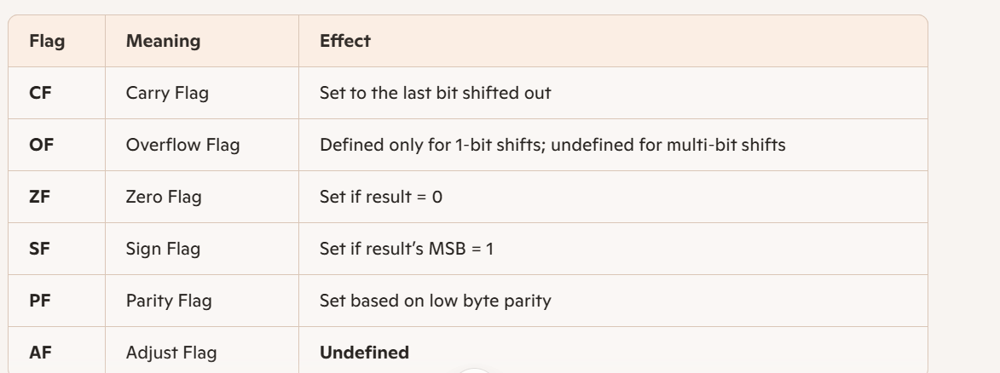 Flag Meaning Effect
CF Carry Flag Set to the last bit shifted out
OF Overflow Flag Defined only for 1-bit shifts; undefined for multi-bit shifts
ZF Zero Flag Set if result = 0
SF Sign Flag Set if result’s MSB = 1
PF Parity Flag Set based on low byte parity
AF Adjust Flag Undefined